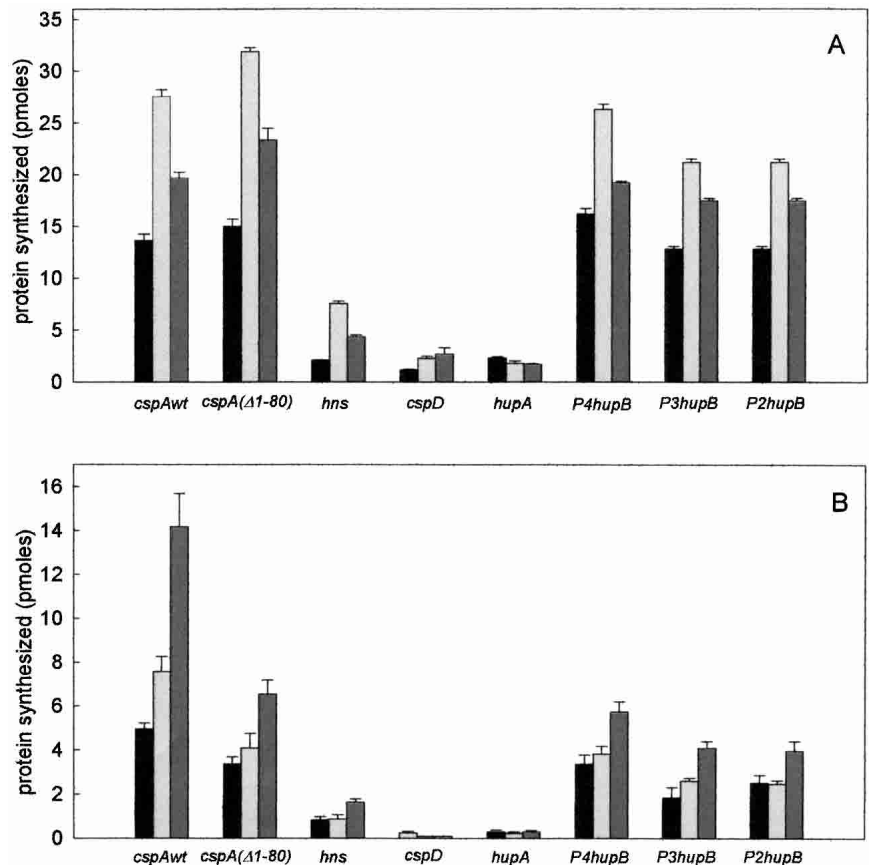 A
protein synthesized (pmoles)
35
30
25
20
15
10
5
0
cspAwt cspA(Δ1-80) hns cspD hupA P4hupB P3hupB P2hupB
B
protein synthesized (pmoles)
16
14
12
10
8
6
4
2
0
cspAwt cspA(Δ1-80) hns cspD hupA P4hupB P3hupB P2hupB